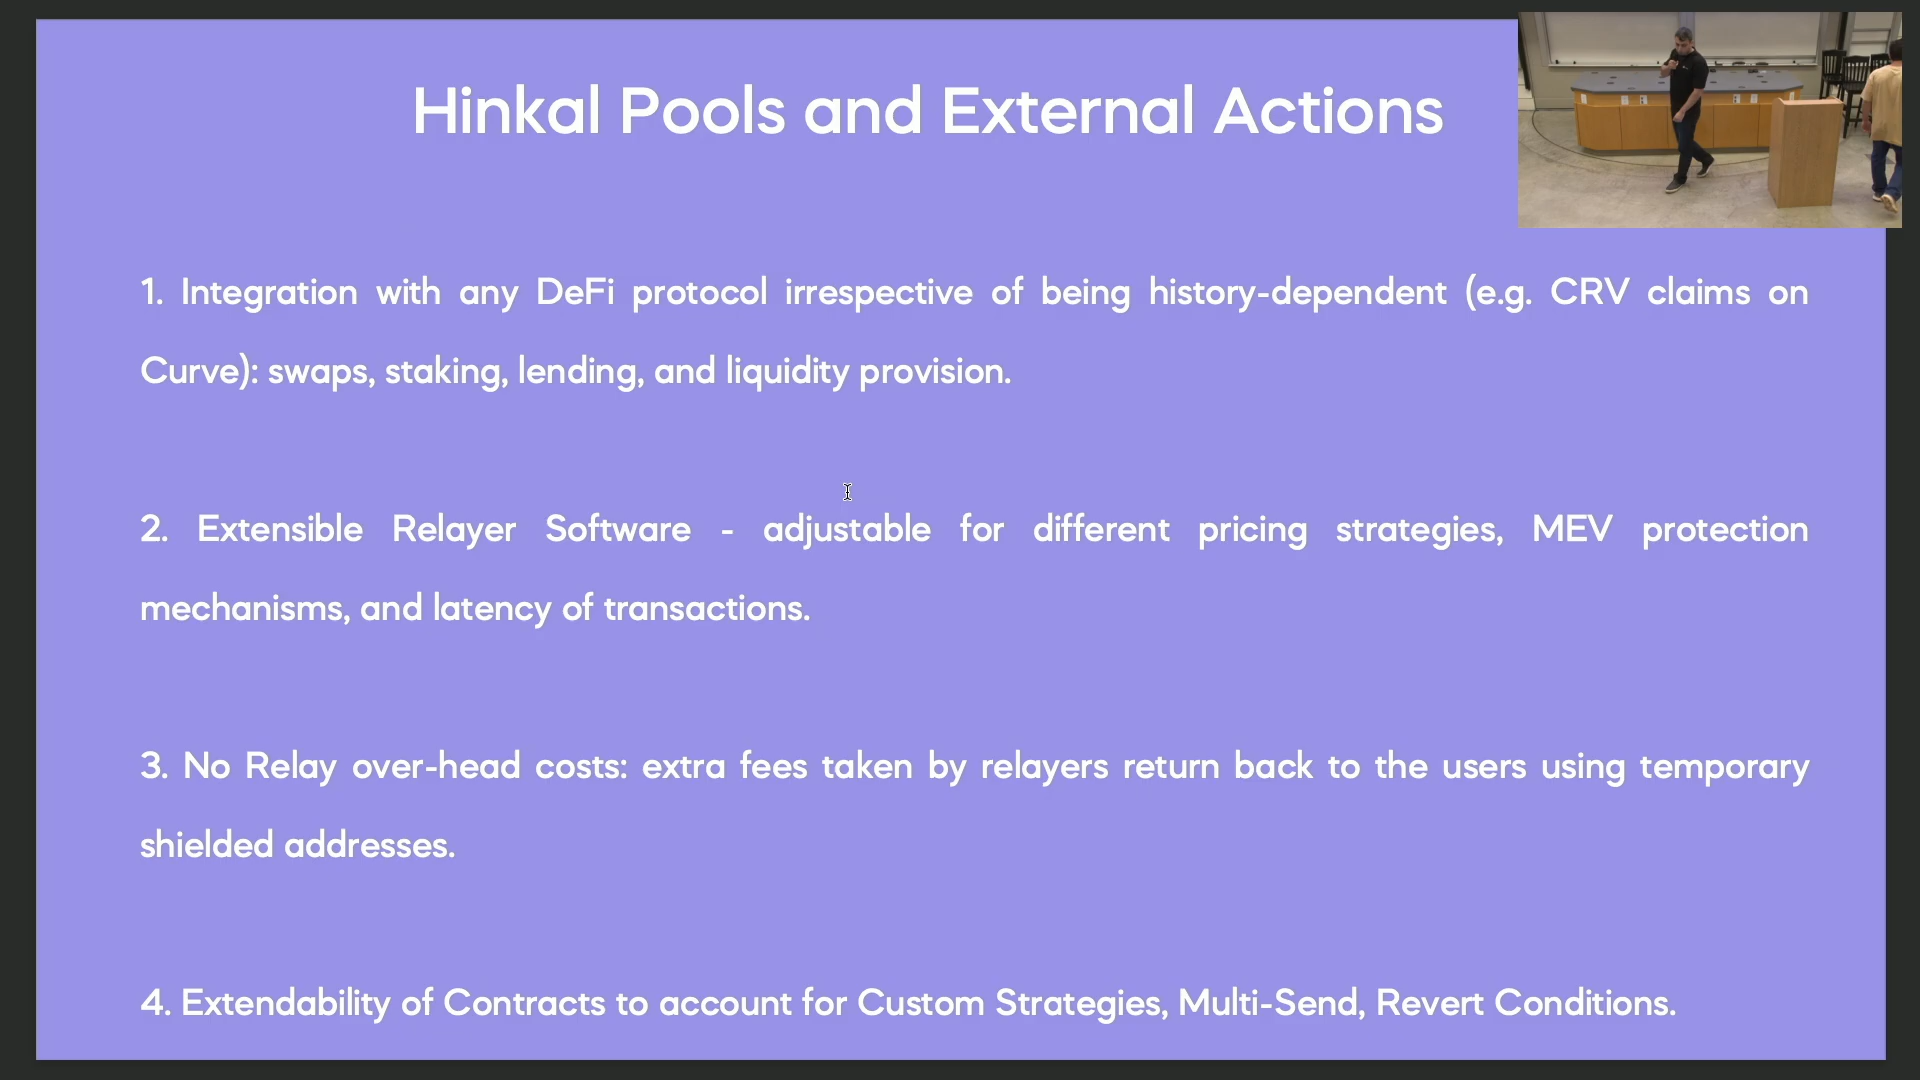 Hinkal Pools and External Actions
1. Integration with any DeFi protocol irrespective of being history-dependent (e.g. CRV claims on
Curve): swaps, staking, lending, and liquidity provision.
2. Extensible Relayer Software - adjustable for different pricing strategies, MEV protection
mechanisms, and latency of transactions.
3. No Relay over-head costs: extra fees taken by relayers return back to the users using temporary
shielded addresses.
4. Extendability of Contracts to account for Custom Strategies, Multi-Send, Revert Conditions.